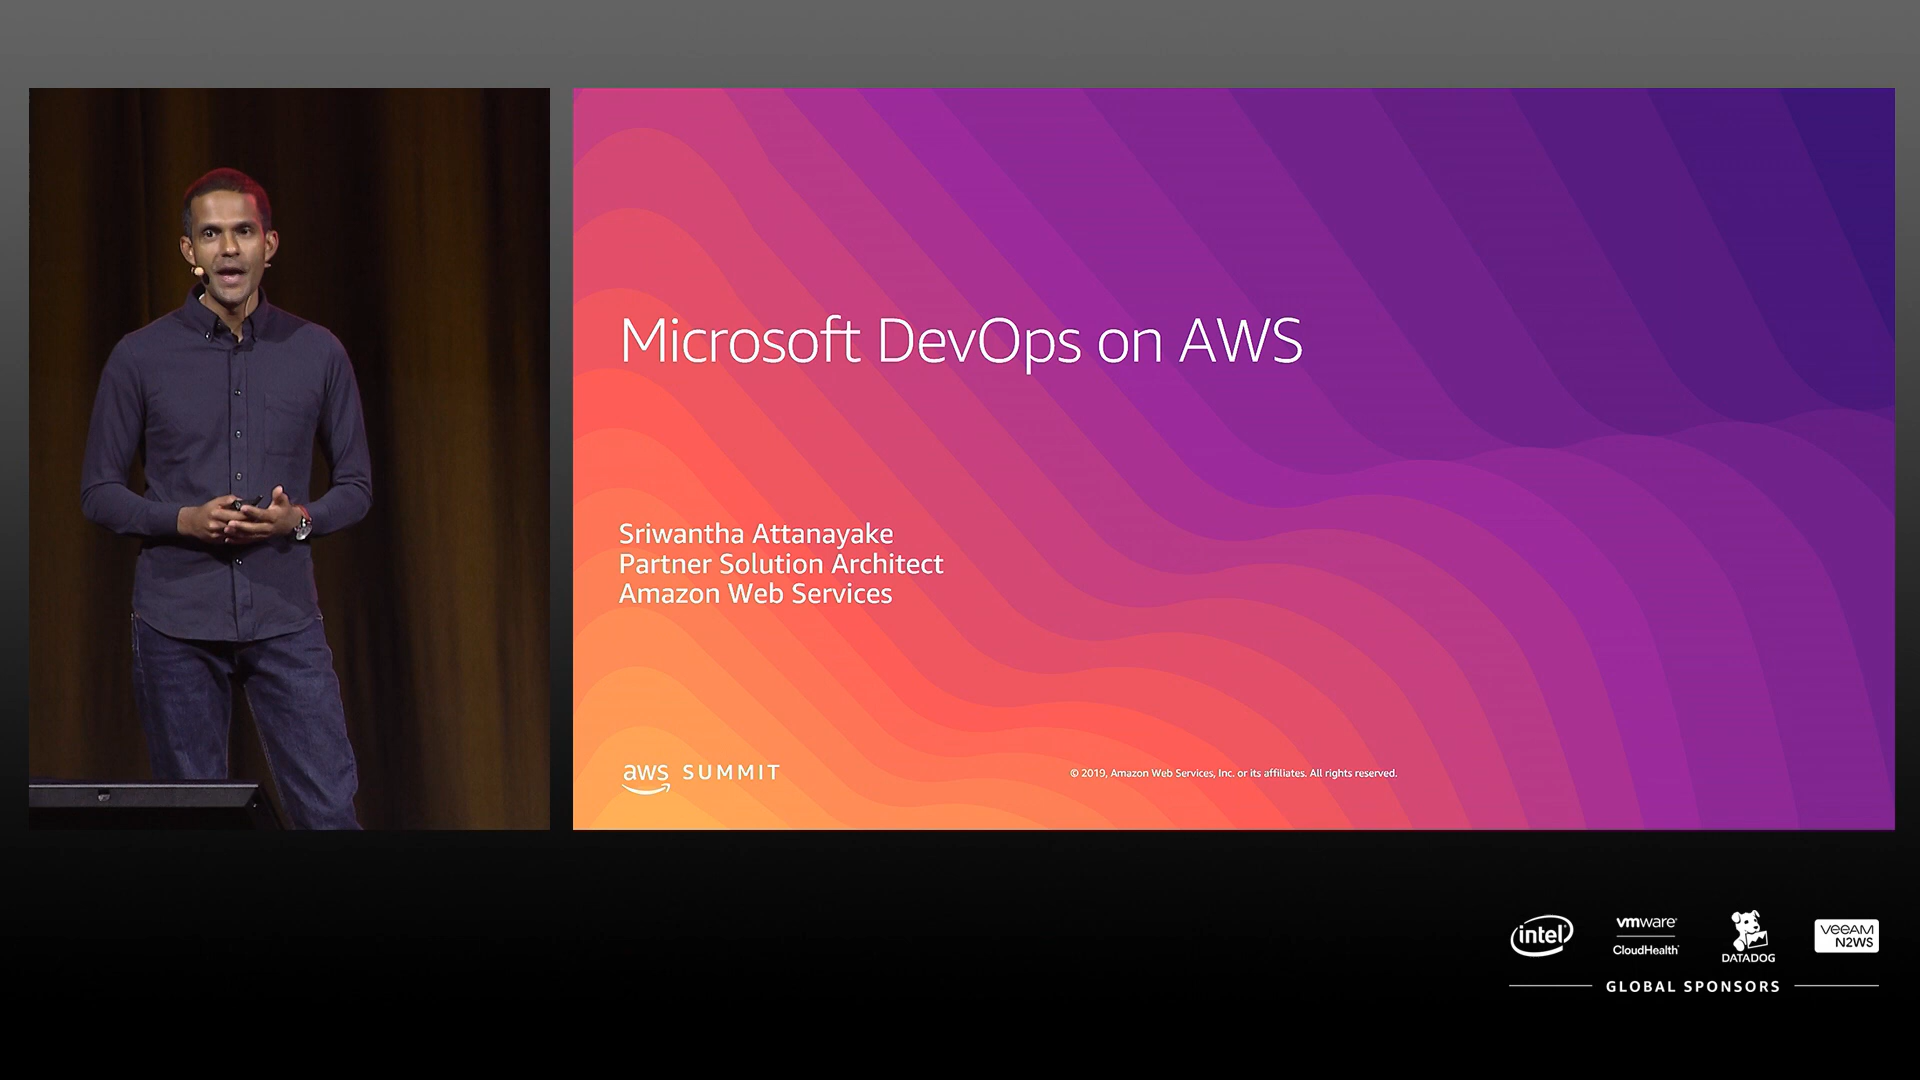 Microsoft DevOps on AWS
Sriwantha Attanayake
Partner Solution Architect
Amazon Web Services
aws SUMMIT
© 2019, Amazon Web Services, Inc. or its affiliates. All rights reserved.
intel
vmware
CloudHealth
DATADOG
VEEAM
N2WS
GLOBAL SPONSORS